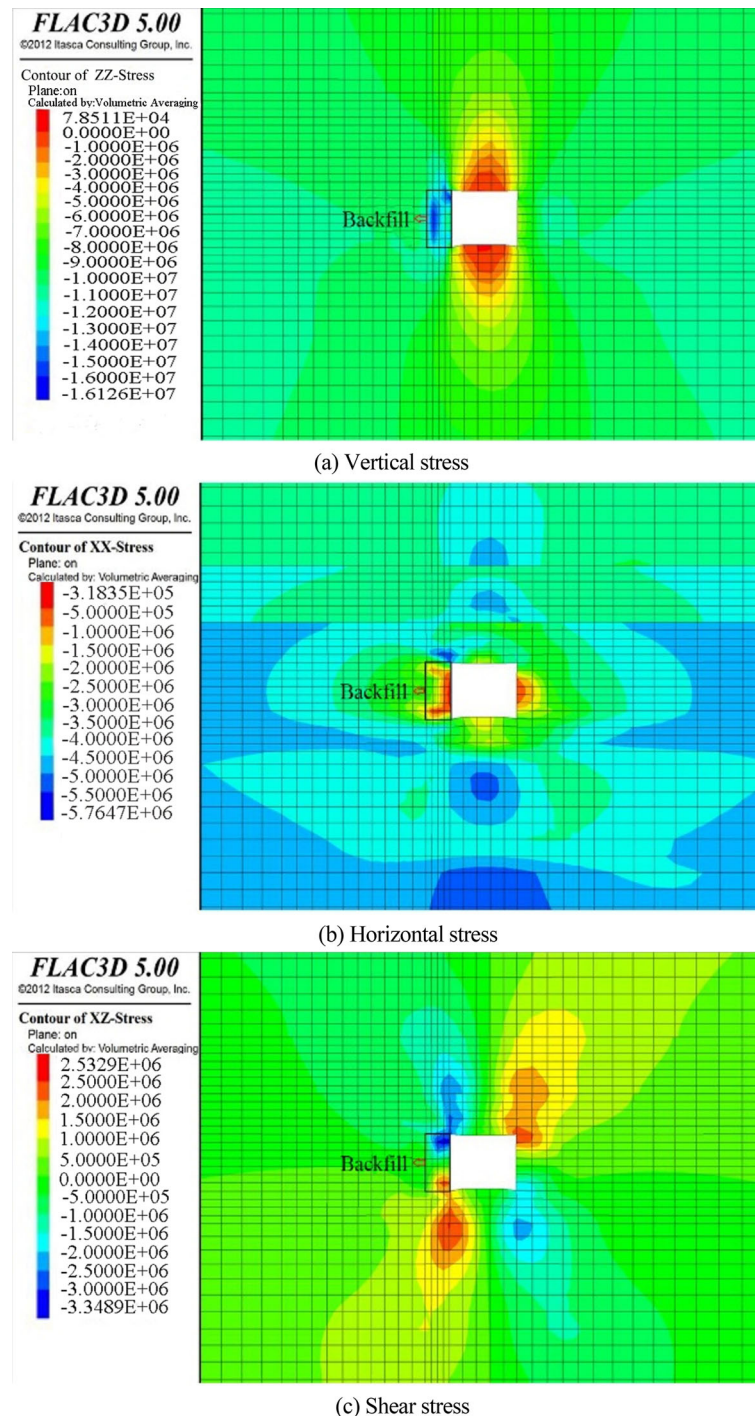 FLAC3D 5.00
©2012 Itasca Consulting Group, Inc.
Contour of ZZ-Stress
Plane:on
Calculated by:Volumetric Averaging
7.8511E+04
0.0000E+00
-1.0000E+06
-2.0000E+06
-4.0000E+06
-5.0000E+06
-6.0000E+06
-7.0000E+06
-8.0000E+06
-9.0000E+06
-1.0000E+07
-1.1000E+07
-1.2000E+07
-1.3000E+07
-1.4000E+07
-1.5000E+07
-1.6000E+07
-1.6126E+07
Backfill
(a) Vertical stress
FLAC3D 5.00
©2012 Itasca Consulting Group, Inc.
Contour of XX-Stress
Plane: on
Calculated by: Volumetric Averaging
-3.1835E+05
-5.0000E+05
-1.0000E+06
-1.5000E+06
-2.0000E+06
-2.5000E+06
-3.0000E+06
-3.5000E+06
-4.0000E+06
-4.5000E+06
-5.0000E+06
-5.5000E+06
-5.7647E+06
Backfill
(b) Horizontal stress
FLAC3D 5.00
©2012 Itasca Consulting Group, Inc.
Contour of XZ-Stress
Plane: on
Calculated by: Volumetric Averaging
2.5329E+06
2.5000E+06
2.0000E+06
1.5000E+06
1.0000E+06
5.0000E+05
0.0000E+00
-5.0000E+05
-1.0000E+06
-1.5000E+06
-2.0000E+06
-2.5000E+06
-3.0000E+06
-3.3489E+06
Backfill
(c) Shear stress